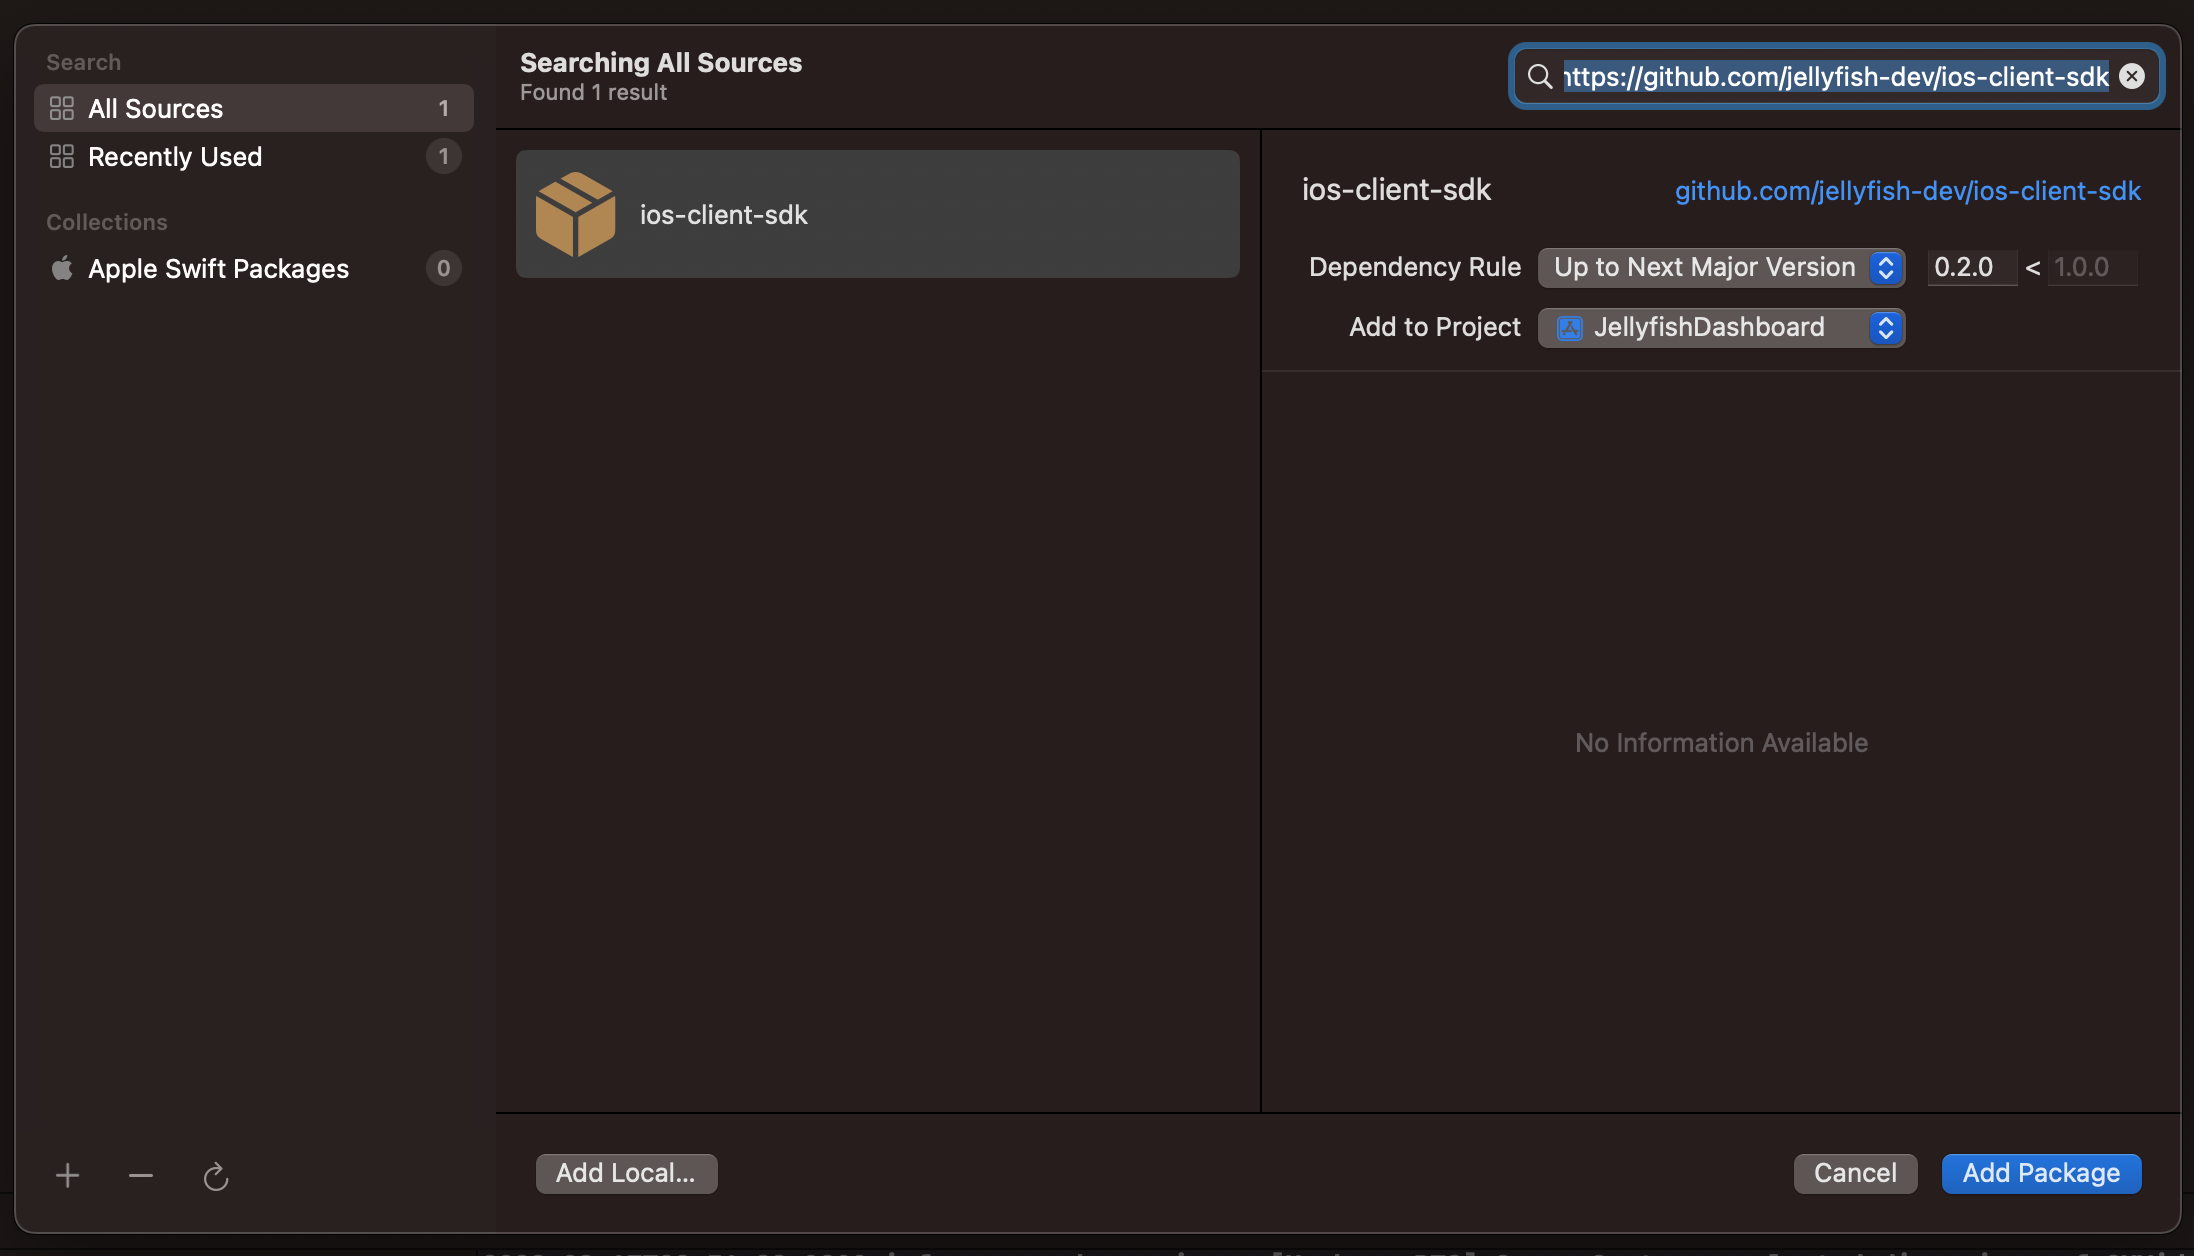 Search
All Sources 1
Recently Used 1
Collections
Apple Swift Packages 0
Searching All Sources
Found 1 result
https://github.com/jellyfish-dev/ios-client-sdk
ios-client-sdk
ios-client-sdk github.com/jellyfish-dev/ios-client-sdk
Dependency Rule Up to Next Major Version 0.2.0 < 1.0.0
Add to Project JellyfishDashboard
No Information Available
Add Local...
Cancel Add Package